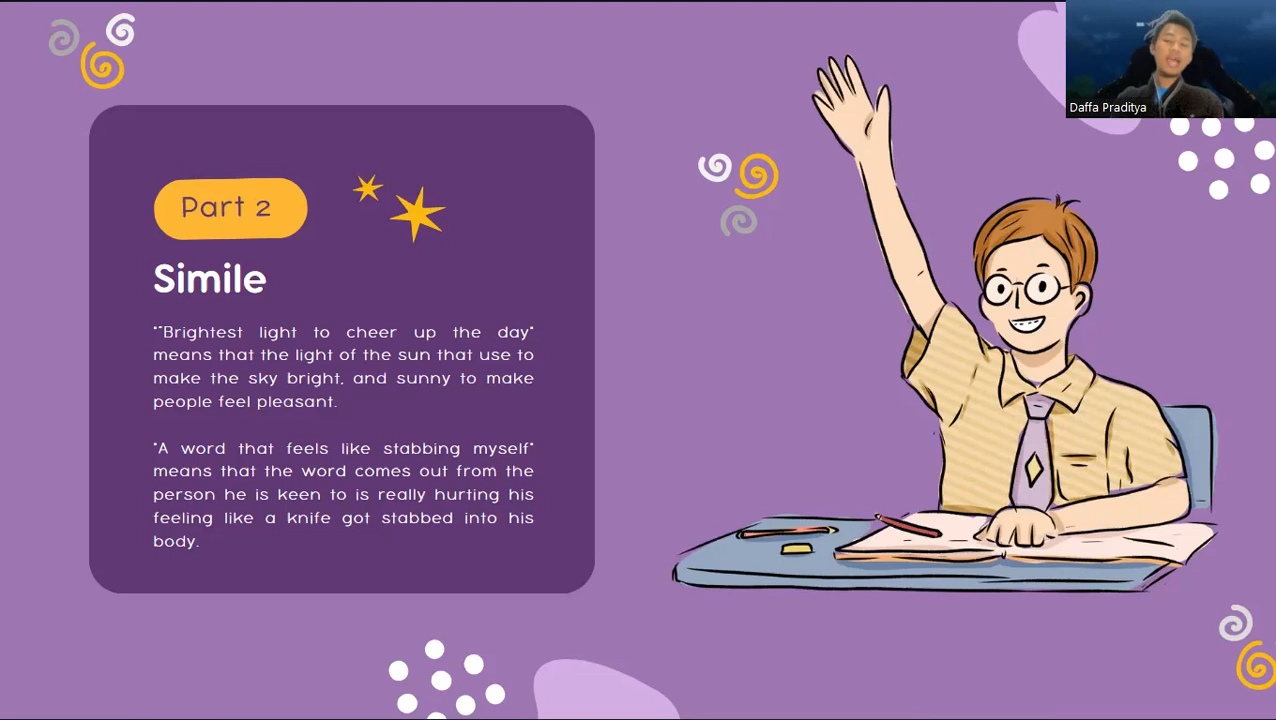 Daffa Praditya
Part 2
Simile
"“Brightest light to cheer up the day"
means that the light of the sun that use to
make the sky bright, and sunny to make
people feel pleasant.
"A word that feels like stabbing myself"
means that the word comes out from the
person he is keen to is really hurting his
feeling like a knife got stabbed into his
body.